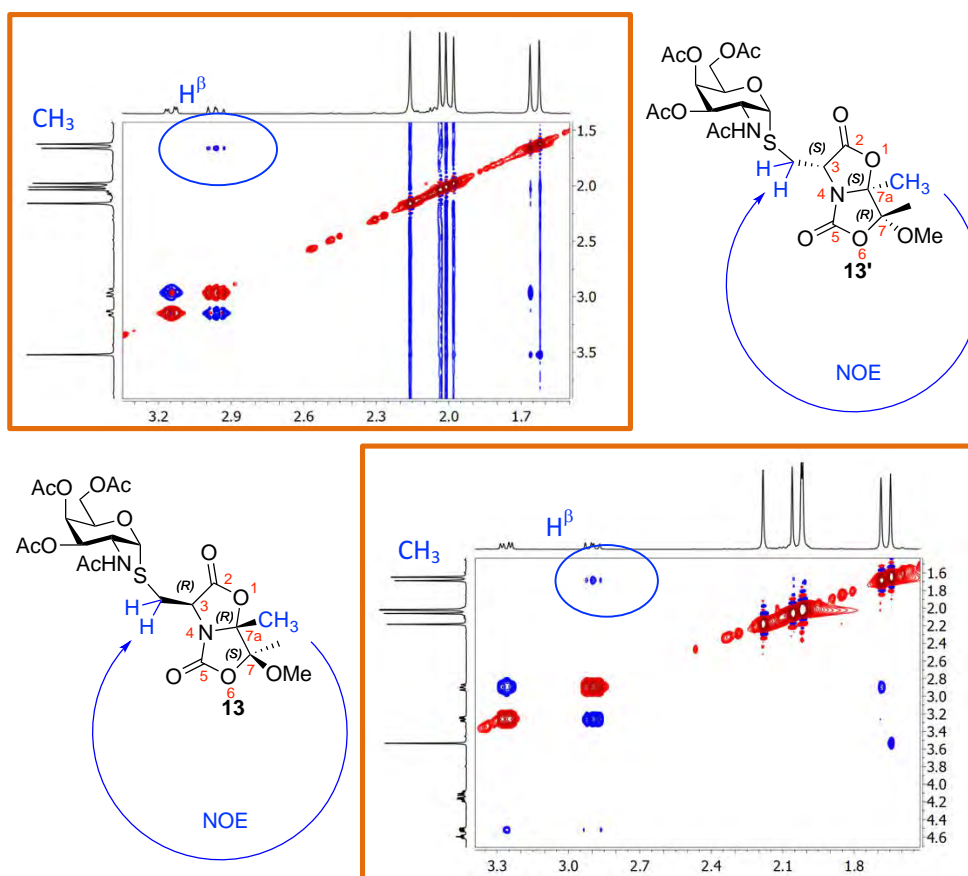 H^β
CH₃
1.5
2.0
2.5
3.0
3.5
3.2 2.9 2.6 2.3 2.0 1.7
AcO OAc
O
AcO
AcHN
S
O
(S)
2
O 1
H
H
3
(S)
4 N
CH₃
7a
(R)
5
7
O
O
6
OMe
13'
NOE
AcO OAc
O
AcO
AcHN
S
O
(R)
2
O 1
H
H
3
(R)
4 N
CH₃
7a
(S)
5
7
O
O
6
OMe
13
NOE
H^β
CH₃
1.6
1.8
2.0
2.2
2.4
2.6
2.8
3.0
3.2
3.4
3.6
3.8
4.0
4.2
4.4
4.6
3.3 3.0 2.7 2.4 2.1 1.8